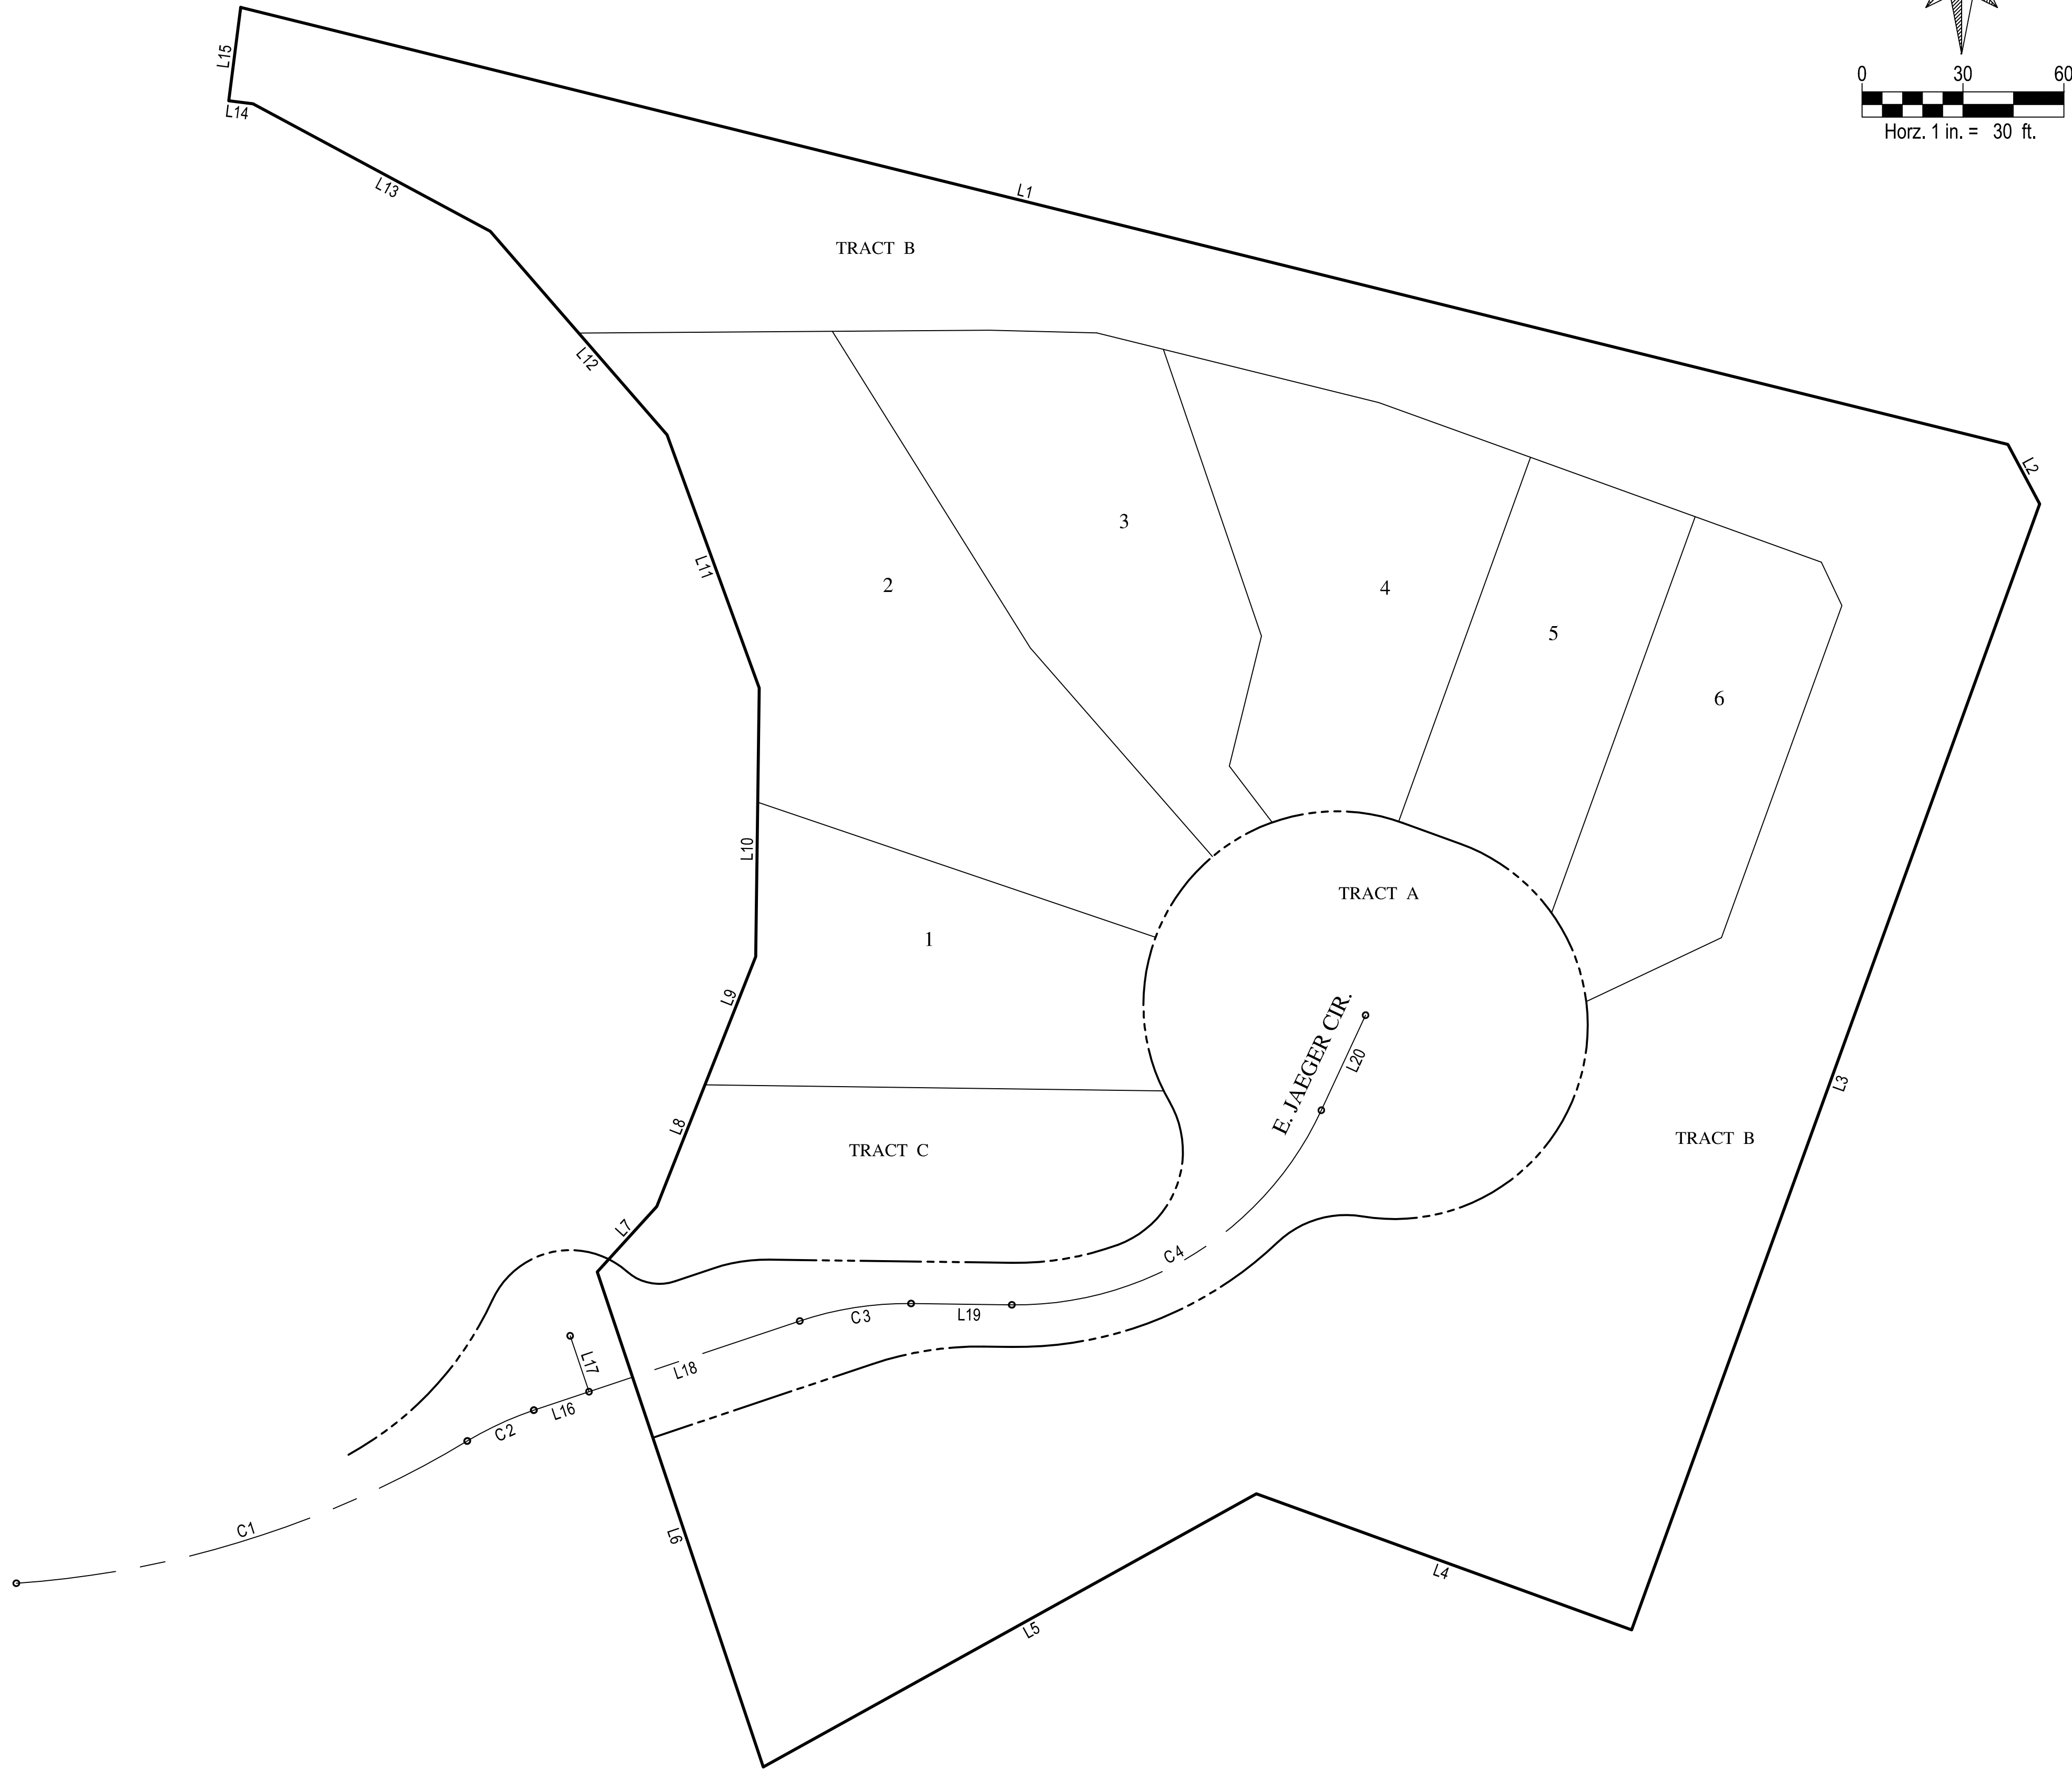 L15
L14
L13
L1
0 30 60
Horz. 1 in. = 30 ft.
TRACT B
L12
L2
3
L11
2
4
5
6
L10
TRACT A
1
L9
E. JAEGER CIR.
L20
L3
L8
TRACT C
TRACT B
L7
C4
C3
L19
L17
L18
L16
C2
C1
L6
L4
L5